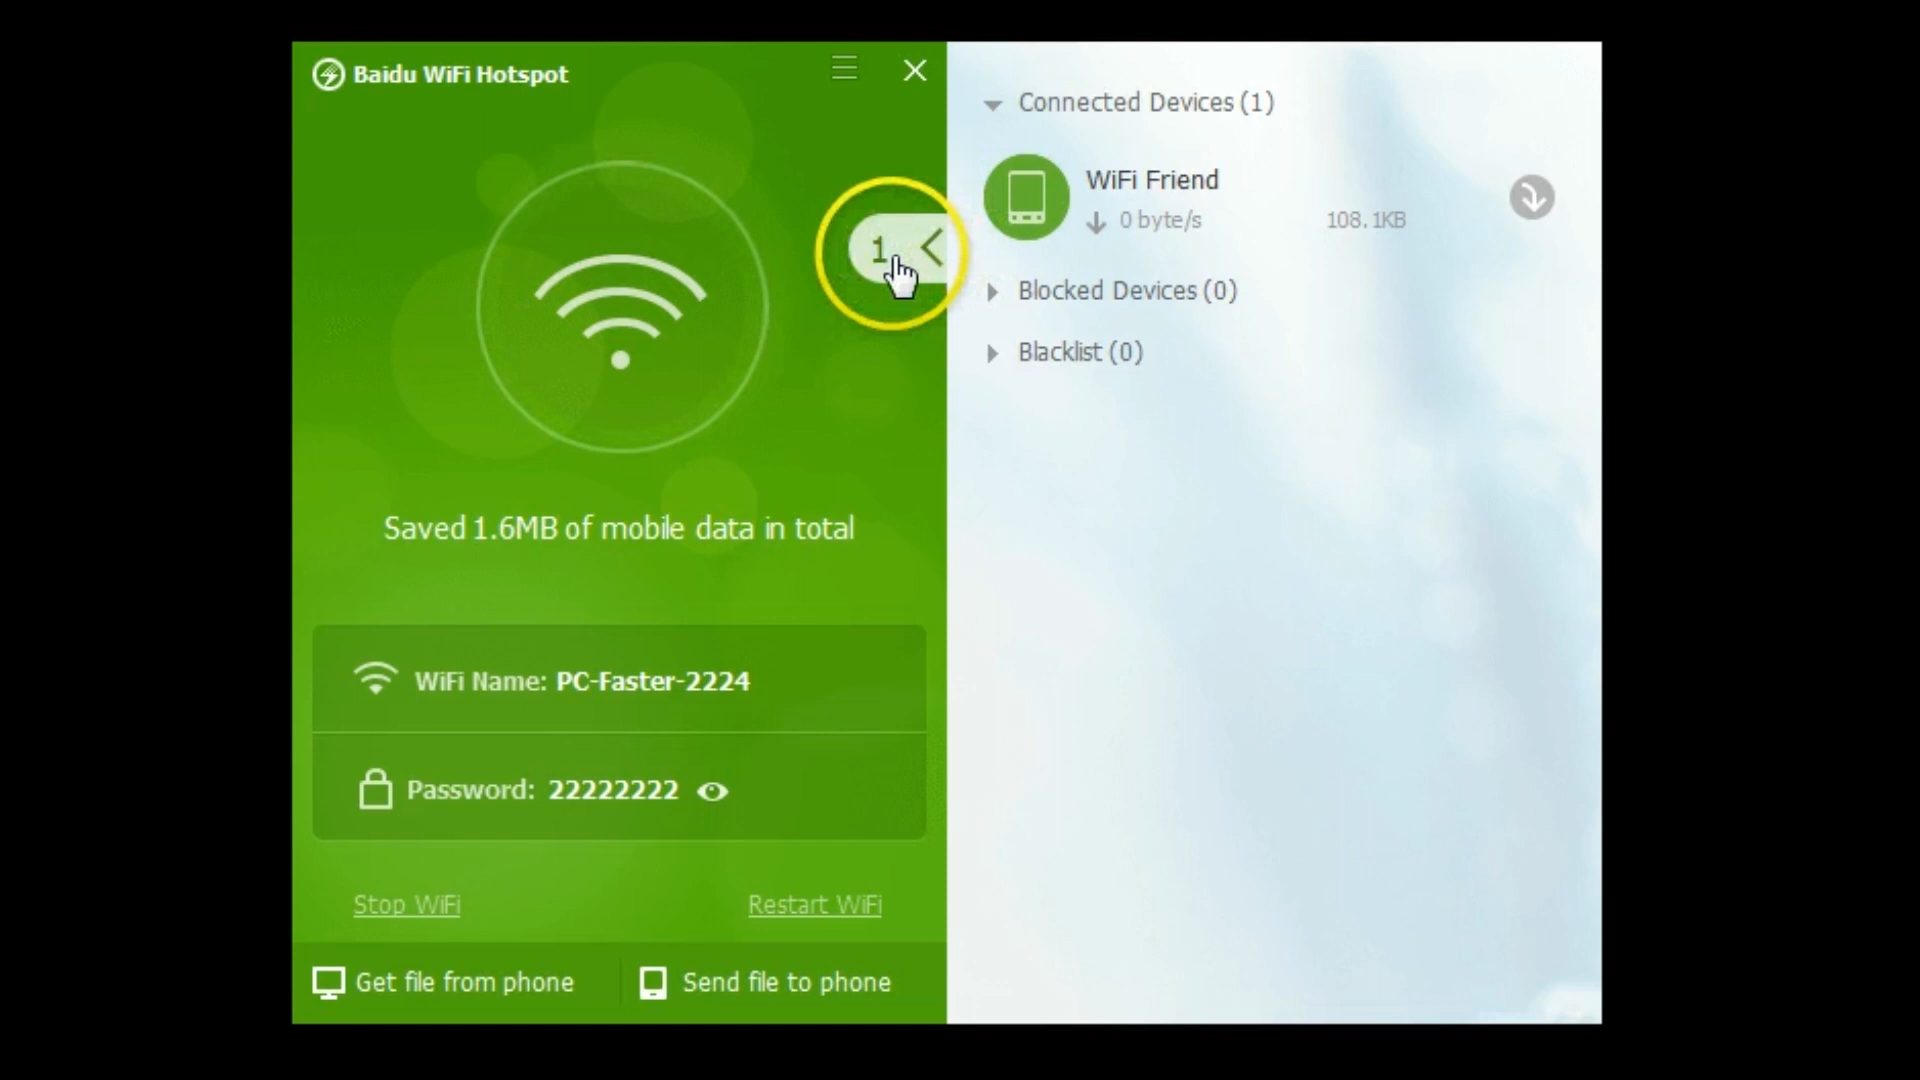 Baidu WiFi Hotspot
1
Saved 1.6MB of mobile data in total
WiFi Name: PC-Faster-2224
Password: 22222222
Stop WiFi
Restart WiFi
Get file from phone
Send file to phone
Connected Devices (1)
WiFi Friend
0 byte/s 108.1KB
Blocked Devices (0)
Blacklist (0)